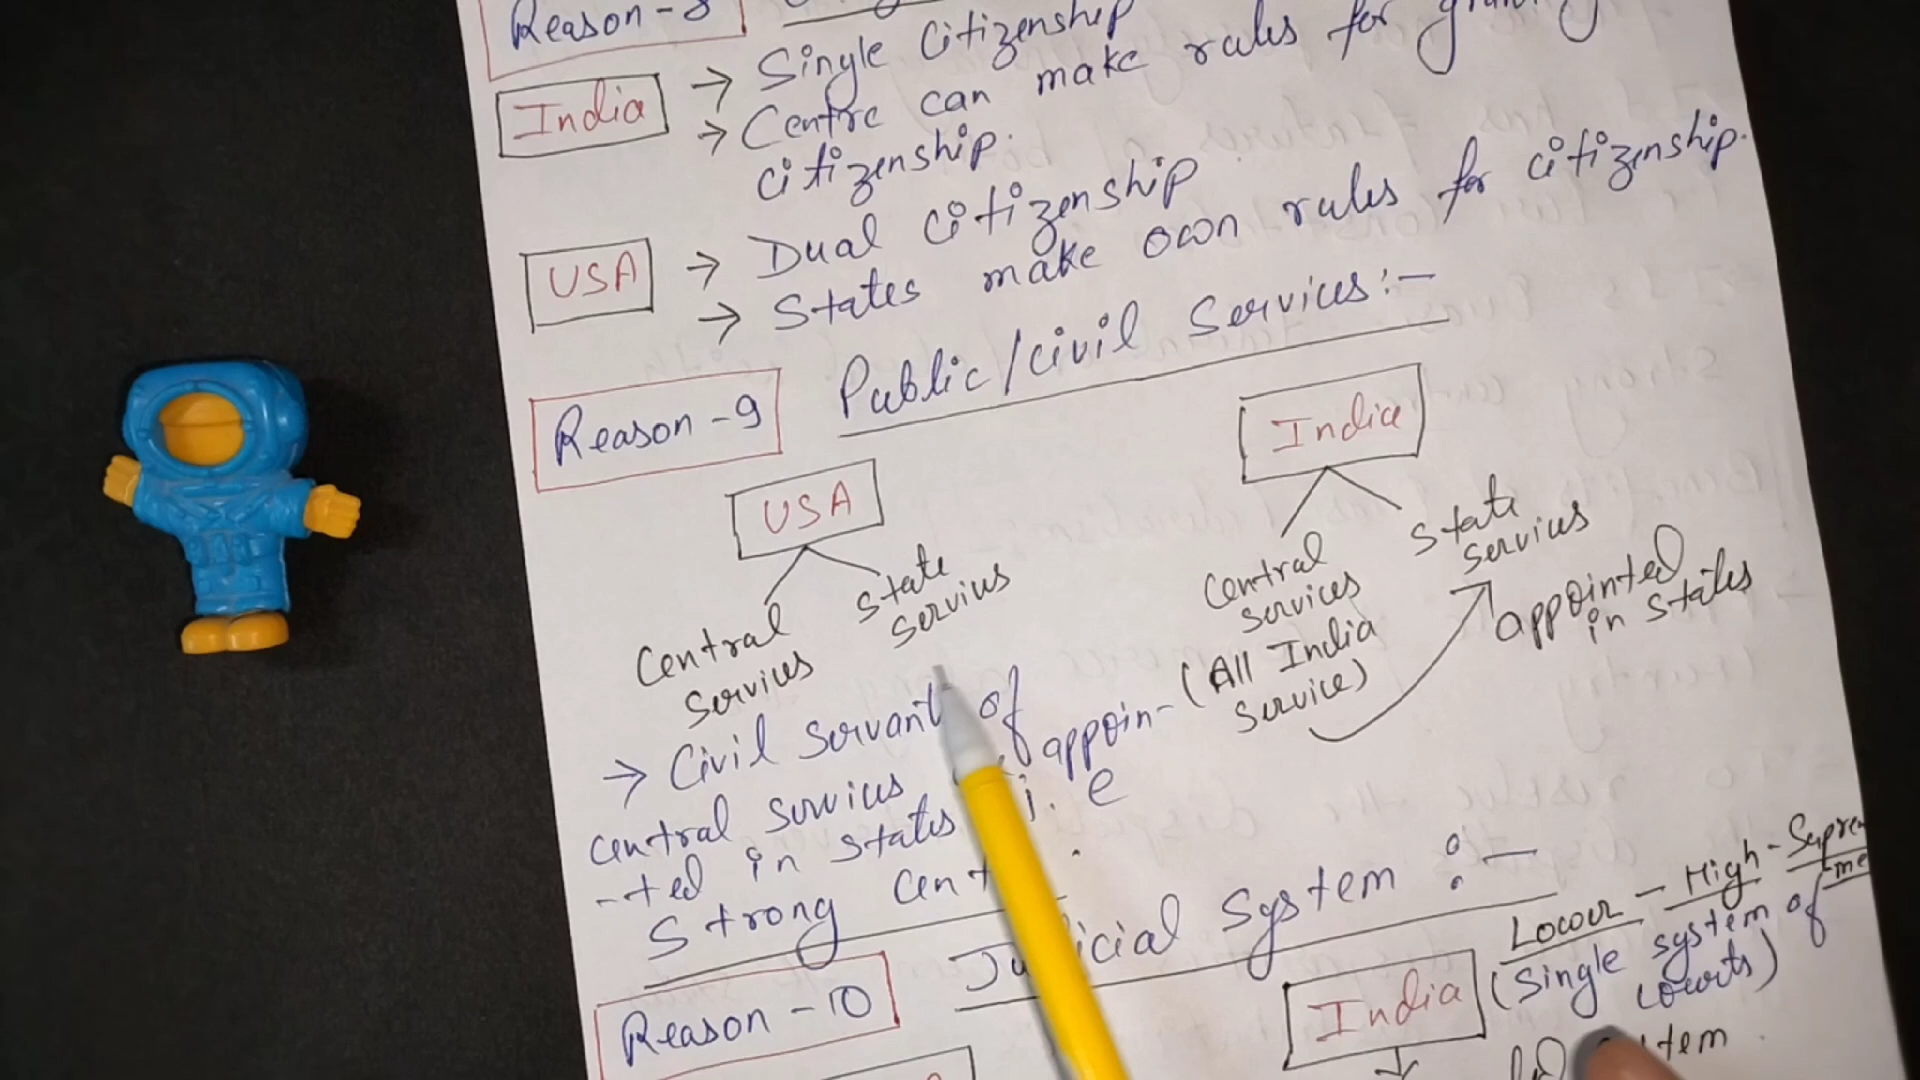 Reason-8
India
→ Single citizenship
→ Centre can make rules for
citizenship.
USA
→ Dual citizenship
→ States make own rules for citizenship.
Reason-9
Public/civil Services:-
USA
Central Services
State Services
India
Central Services
(All India Service)
State Services
appointed in states
→ Civil servant of
central services appoin-
-ted in states i.e
Strong
Reason-10
System :-
Lower - High -
India
(Single system of courts)